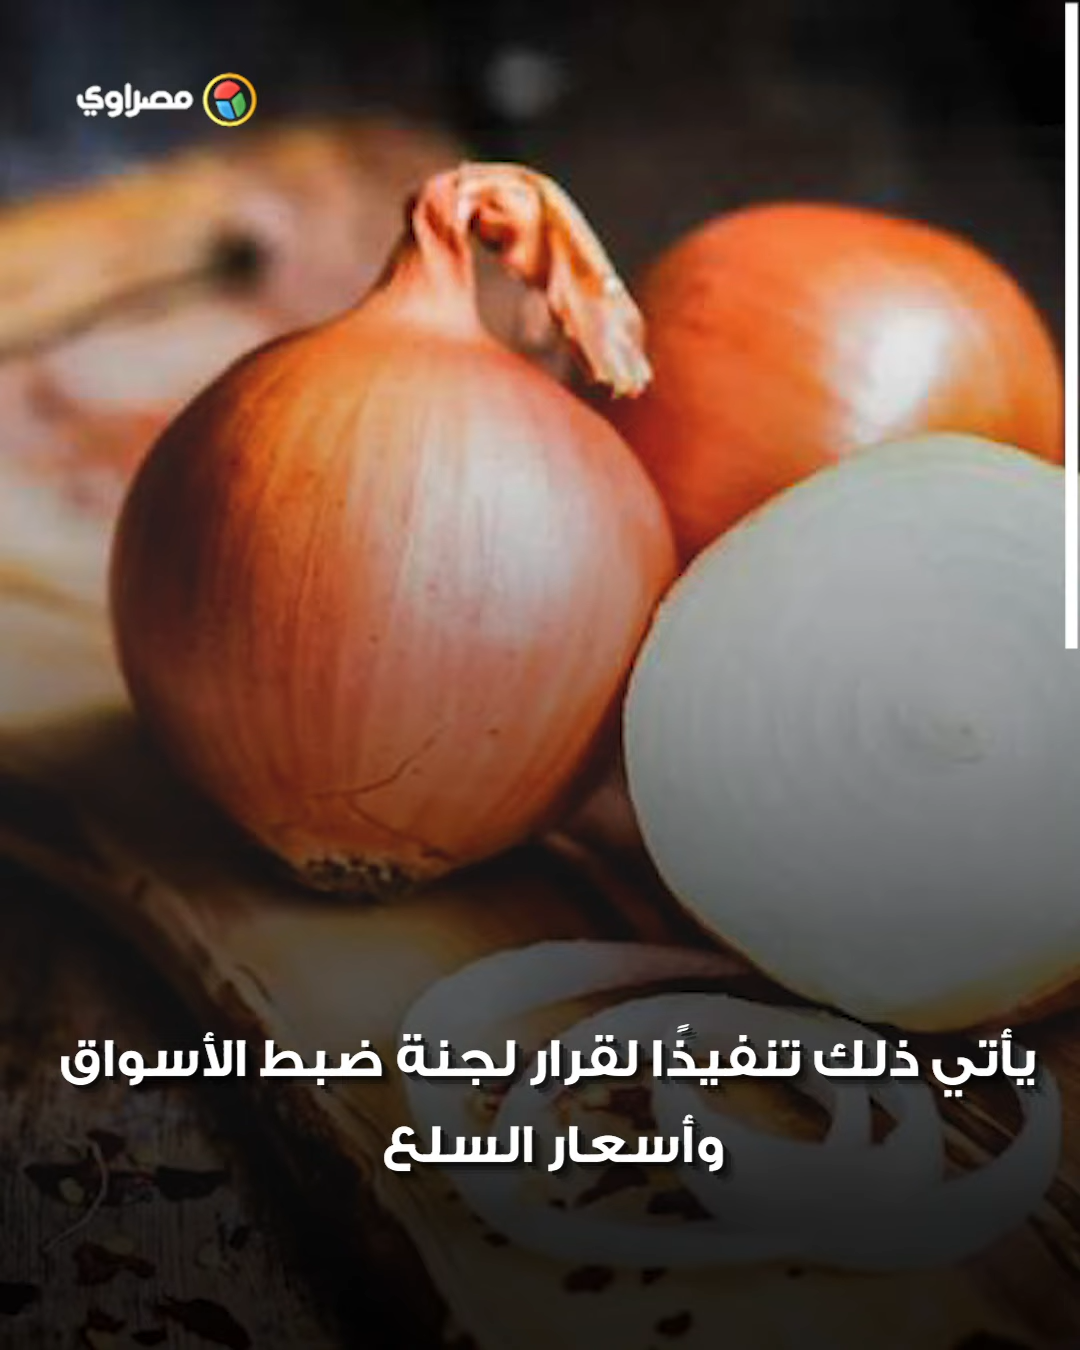 مصراوي
يأتي ذلك تنفيذًا لقرار لجنة ضبط الأسواق
وأسعار السلع